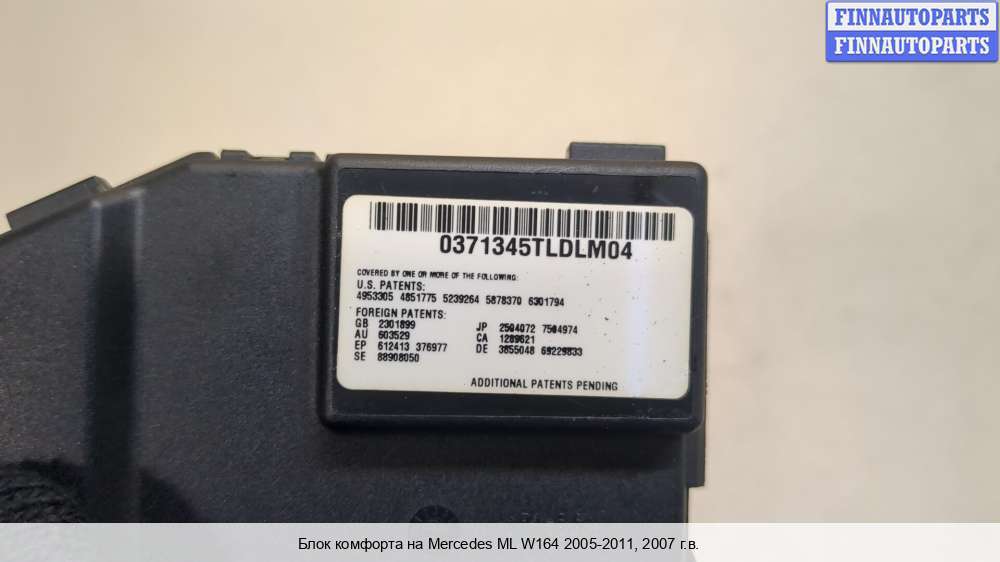 FINNAUTOPARTS
FINNAUTOPARTS
0371345TLDLM04
COVERED BY ONE OR MORE OF THE FOLLOWING:
U.S. PATENTS:
4953305 4851775 5239264 5878370 6301794
FOREIGN PATENTS:
GB 2301899 JP 2504072 7504974
AU 603529 CA 1289621
EP 612413 376977 DE 3855048 69229833
SE 88908050
ADDITIONAL PATENTS PENDING
Блок комфорта на Mercedes ML W164 2005-2011, 2007 г.в.